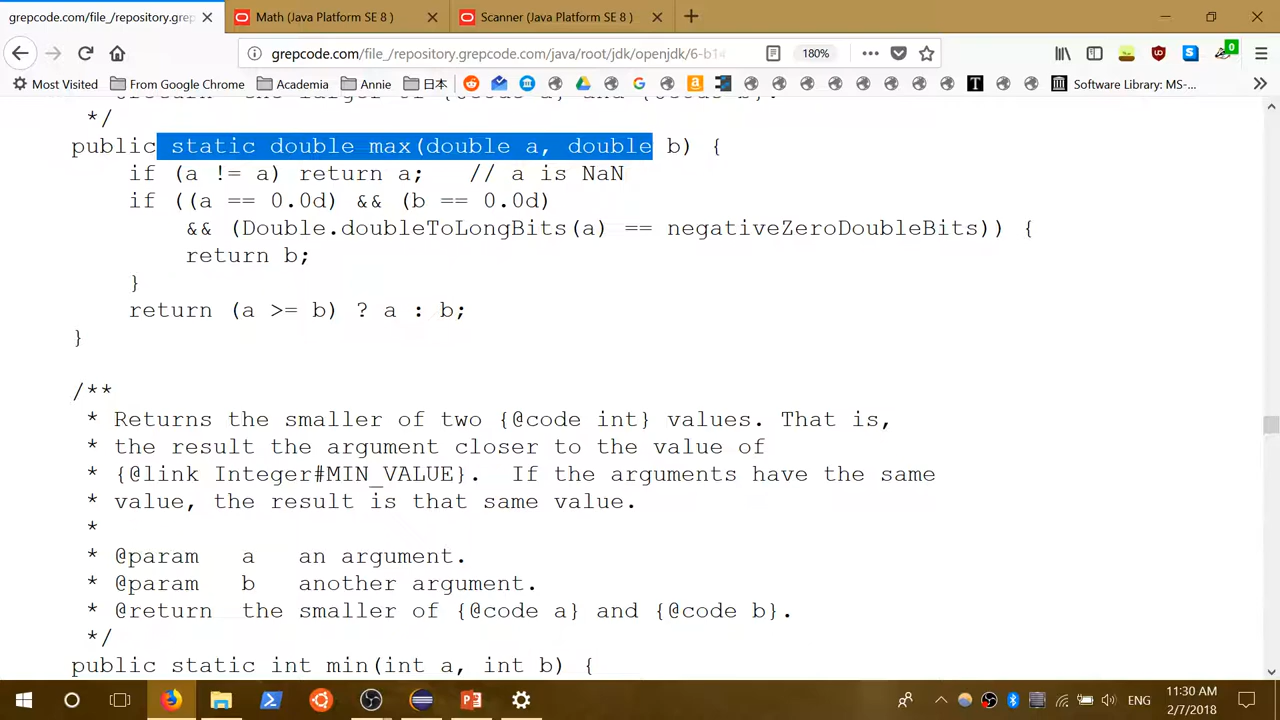 grepcode.com/file_/repository.grep
Math (Java Platform SE 8 )
Scanner (Java Platform SE 8 )
grepcode.com/file_/repository.grepcode.com/java/root/jdk/openjdk/6-b14
180%
Most Visited
From Google Chrome
Academia
Annie
日本
Software Library: MS-...
*/
public static double max(double a, double b) {
if (a != a) return a; // a is NaN
if ((a == 0.0d) && (b == 0.0d)
&& (Double.doubleToLongBits(a) == negativeZeroDoubleBits)) {
return b;
}
return (a >= b) ? a : b;
}
/**
* Returns the smaller of two {@code int} values. That is,
* the result the argument closer to the value of
* {@link Integer#MIN_VALUE}. If the arguments have the same
* value, the result is that same value.
*
* @param a an argument.
* @param b another argument.
* @return the smaller of {@code a} and {@code b}.
*/
public static int min(int a, int b) {
ENG
11:30 AM
2/7/2018